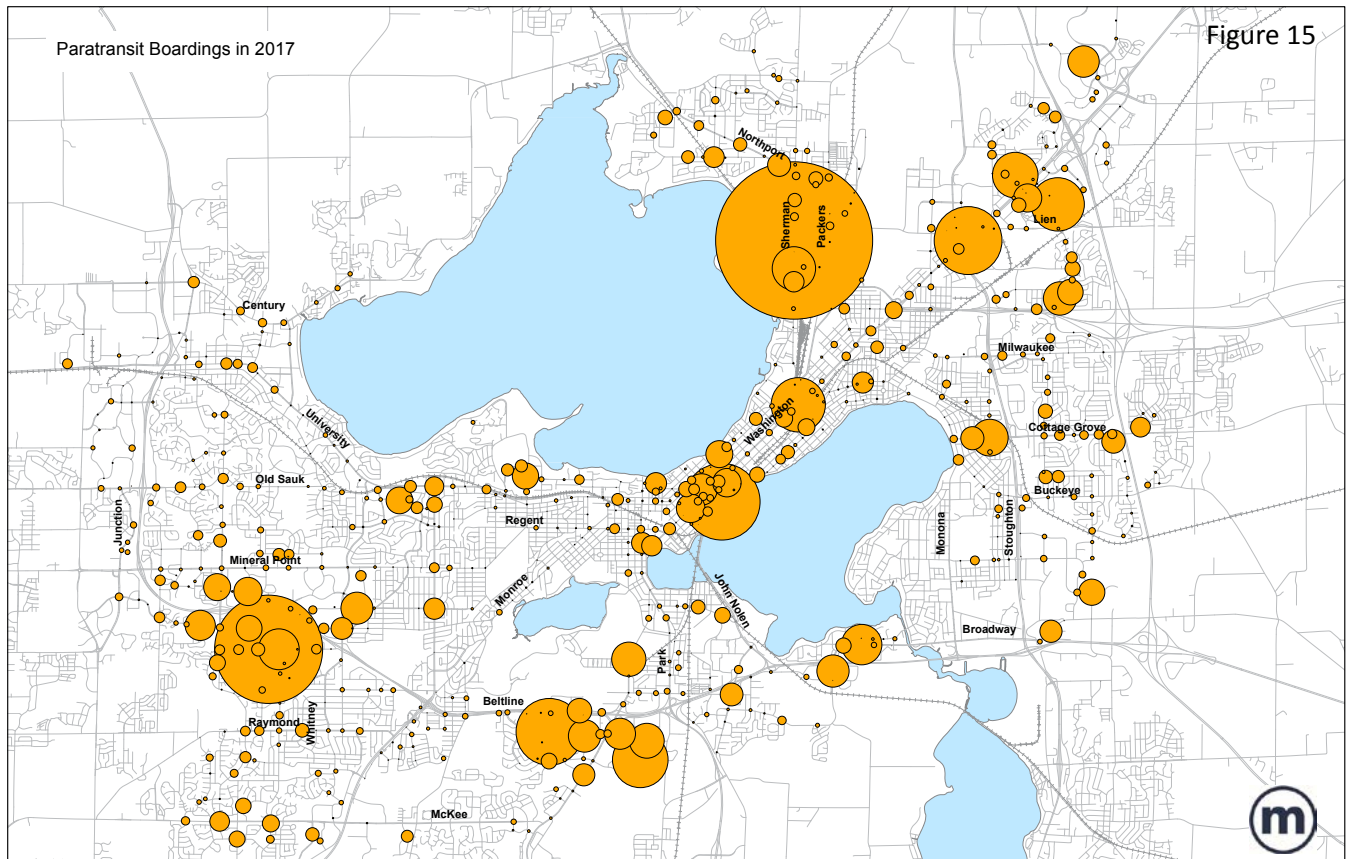 Paratransit Boardings in 2017
Figure 15
Northport
Sherman
Packers
Lien
Century
Milwaukee
University
Washington
Cottage Grove
Old Sauk
Buckeye
Junction
Regent
Monona
Stoughton
Mineral Point
Monroe
John Nolen
Broadway
Park
Beltline
Raymond
Whitney
McKee
m